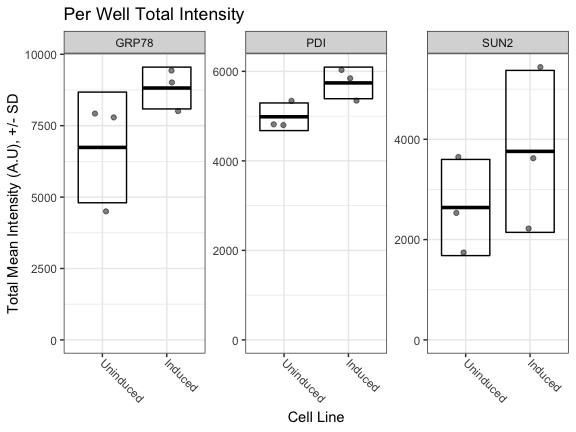 Per Well Total Intensity
GRP78
PDI
SUN2
Total Mean Intensity (A.U), +/- SD
10000
7500
5000
2500
0
6000
4000
2000
0
4000
2000
0
Uninduced
Induced
Uninduced
Induced
Uninduced
Induced
Cell Line